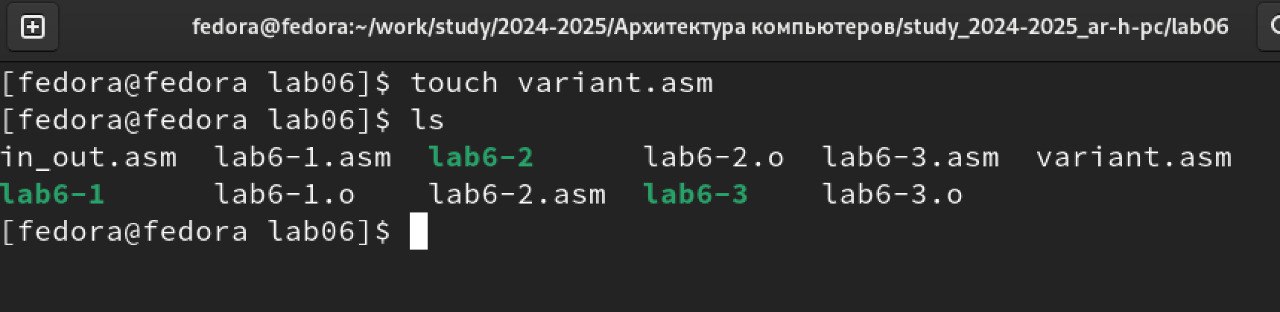 fedora@fedora:~/work/study/2024-2025/Архитектура компьютеров/study_2024-2025_ar-h-pc/lab06
[fedora@fedora lab06]$ touch variant.asm
[fedora@fedora lab06]$ ls
in_out.asm lab6-1.asm lab6-2 lab6-2.o lab6-3.asm variant.asm
lab6-1 lab6-1.o lab6-2.asm lab6-3 lab6-3.o
[fedora@fedora lab06]$